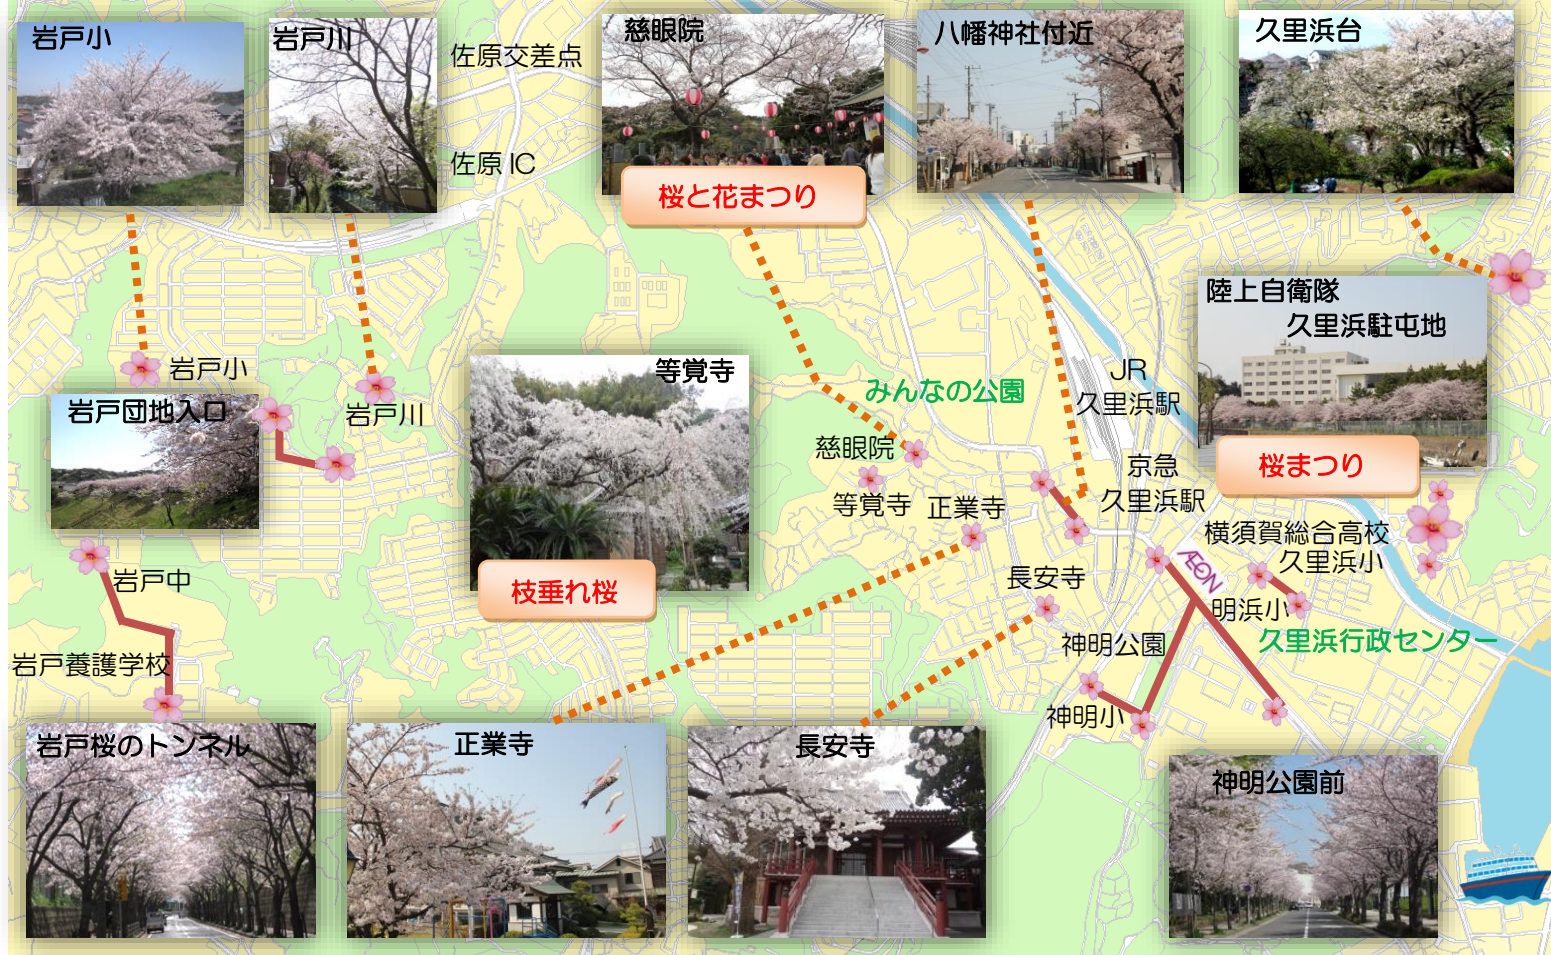 岩戸小
岩戸川
佐原交差点
慈眼院
八幡神社付近
久里浜台
佐原 IC
桜と花まつり
陸上自衛隊
久里浜駐屯地
岩戸小
岩戸川
岩戸団地入口
等覚寺
みんなの公園
JR
久里浜駅
慈眼院
京急
久里浜駅
桜まつり
等覚寺
正業寺
横須賀総合高校
久里浜小
岩戸中
枝垂れ桜
長安寺
ÆON
明浜小
神明公園
久里浜行政センター
岩戸養護学校
神明小
岩戸桜のトンネル
正業寺
長安寺
神明公園前